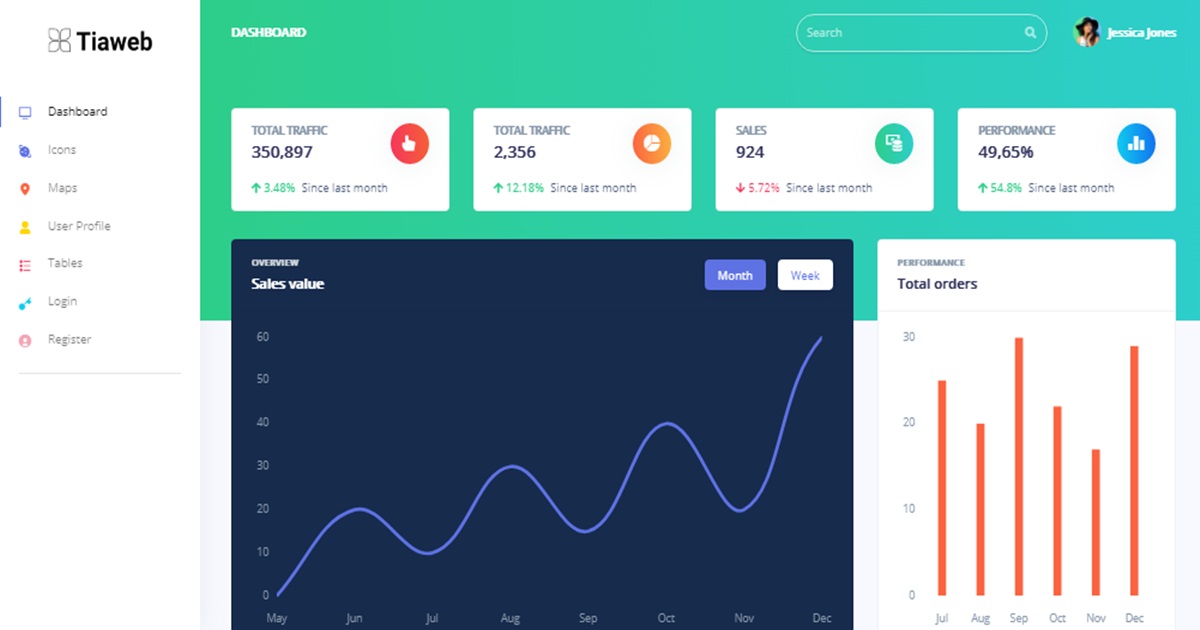 Tiaweb
Dashboard
Icons
Maps
User Profile
Tables
Login
Register
DASHBOARD
Search
Jessica Jones
TOTAL TRAFFIC
350,897
3.48% Since last month
TOTAL TRAFFIC
2,356
12.18% Since last month
SALES
924
5.72% Since last month
PERFORMANCE
49,65%
54.8% Since last month
OVERVIEW
Sales value
Month
Week
60
50
40
30
20
10
0
May Jun Jul Aug Sep Oct Nov Dec
PERFORMANCE
Total orders
30
20
10
0
Jul Aug Sep Oct Nov Dec